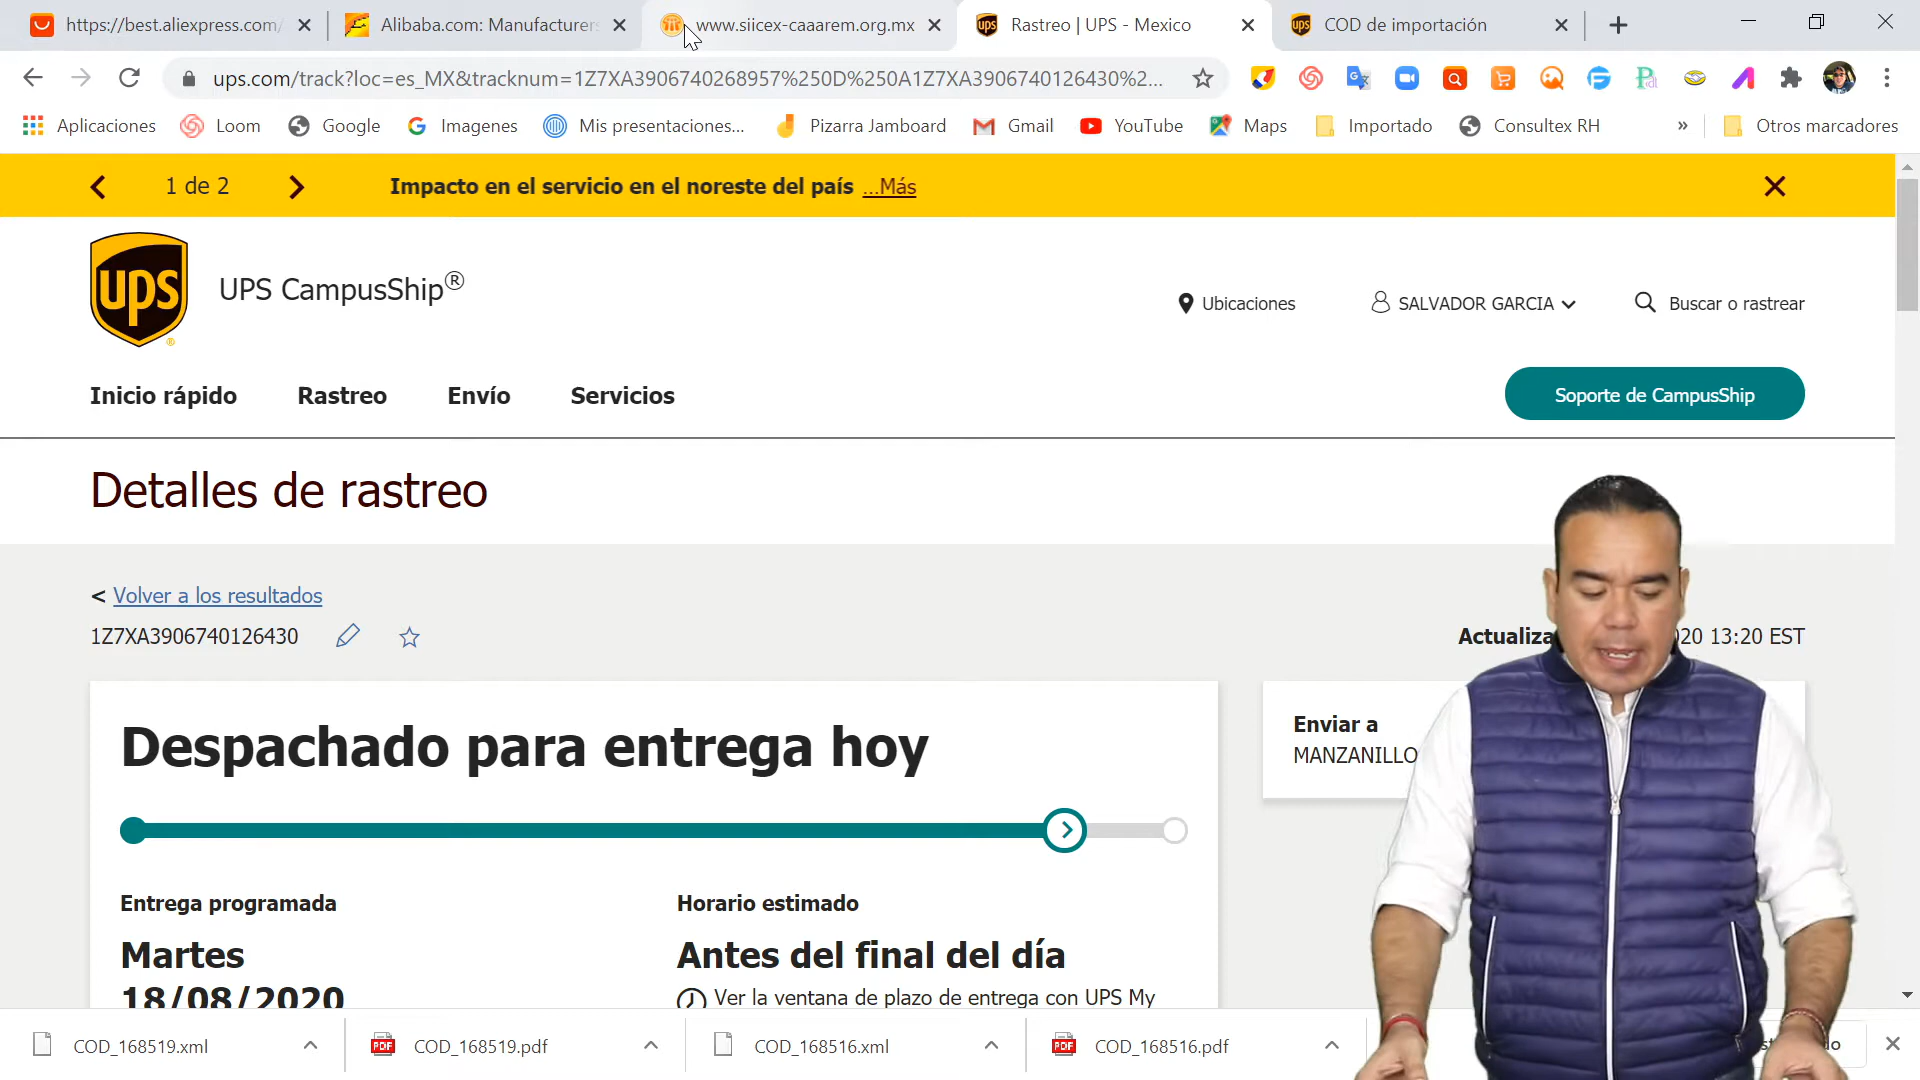 https://best.aliexpress.com/
Alibaba.com: Manufacturers
www.siicex-caaarem.org.mx
Rastreo | UPS - Mexico
COD de importación
ups.com/track?loc=es_MX&tracknum=1Z7XA3906740268957%250D%250A1Z7XA3906740126430%2...
Aplicaciones
Loom
Google
Imagenes
Mis presentaciones...
Pizarra Jamboard
Gmail
YouTube
Maps
Importado
Consultex RH
»
Otros marcadores
1 de 2
Impacto en el servicio en el noreste del país ...Más
ups
UPS CampusShip®
Ubicaciones
SALVADOR GARCIA
Buscar o rastrear
Inicio rápido
Rastreo
Envío
Servicios
Soporte de CampusShip
Detalles de rastreo
< Volver a los resultados
1Z7XA3906740126430
Actualiza
20 13:20 EST
Despachado para entrega hoy
Enviar a
MANZANILLO
Entrega programada
Martes
18/08/2020
Horario estimado
Antes del final del día
Ver la ventana de plazo de entrega con UPS My
COD_168519.xml
COD_168519.pdf
COD_168516.xml
COD_168516.pdf